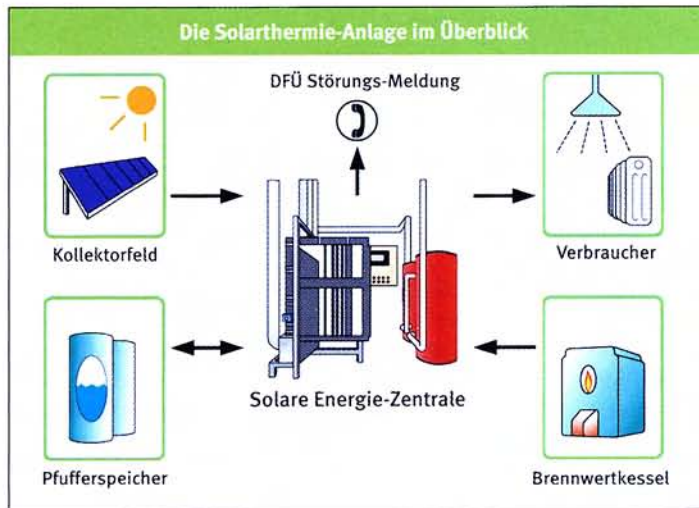 Die Solarthermie-Anlage im Überblick
DFÜ Störungs-Meldung
Kollektorfeld
Verbraucher
Solare Energie-Zentrale
Pfufferspeicher
Brennwertkessel